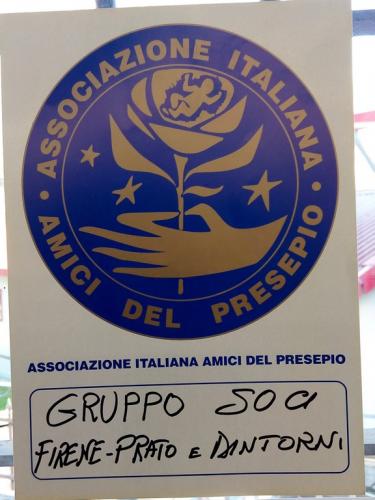 • ASSOCIAZIONE ITALIANA •
AMICI DEL PRESEPIO
ASSOCIAZIONE ITALIANA AMICI DEL PRESEPIO
GRUPPO SOCI
FIRENE-PRATO E DINTORNI